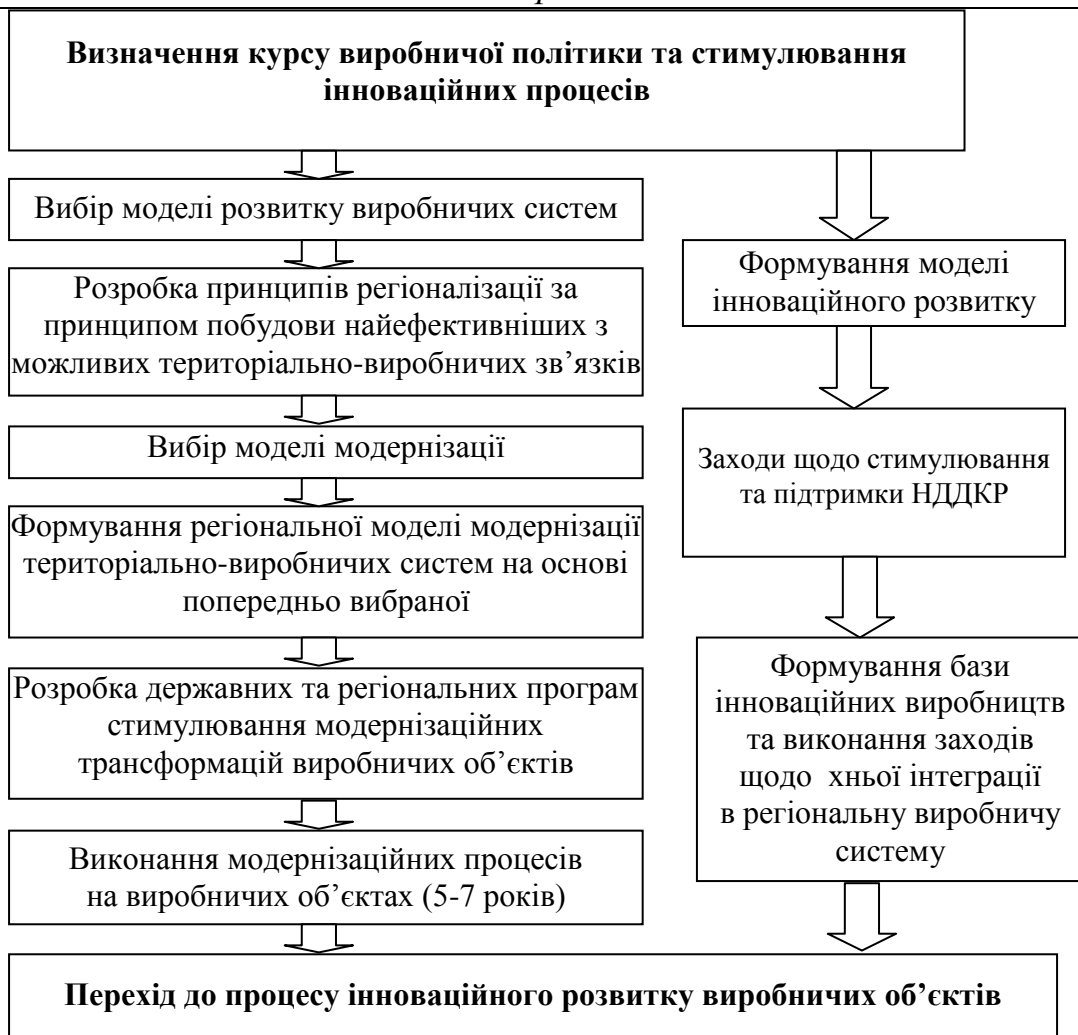 Визначення курсу виробничої політики та стимулювання
інноваційних процесів
Вибір моделі розвитку виробничих систем
Розробка принципів регіоналізації за
принципом побудови найефективніших з
можливих територіально-виробничих зв’язків
Вибір моделі модернізації
Формування регіональної моделі модернізації
територіально-виробничих систем на основі
попередньо вибраної
Розробка державних та регіональних програм
стимулювання модернізаційних
трансформацій виробничих об’єктів
Виконання модернізаційних процесів
на виробничих об’єктах (5-7 років)
Формування моделі
інноваційного розвитку
Заходи щодо стимулювання
та підтримки НДДКР
Формування бази
інноваційних виробництв
та виконання заходів
щодо хньої інтеграції
в регіональну виробничу
систему
Перехід до процесу інноваційного розвитку виробничих об’єктів